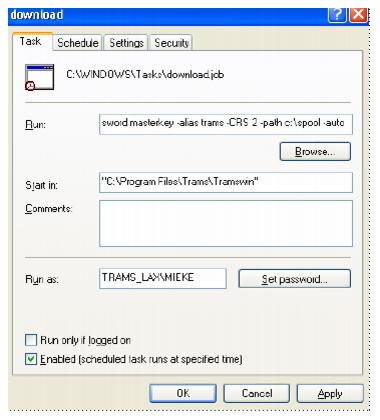 download
Task Schedule Settings Security
C:\WINDOWS\Tasks\download.job
Run: sword masterkey -alias trams -CRS 2 -path c:\spool -auto
Browse...
Start in: "C:\Program Files\Trams\Tramswin"
Comments:
Run as: TRAMS_LAX\MIEKE Set password...
Run only if logged on
Enabled (scheduled task runs at specified time)
OK Cancel Apply